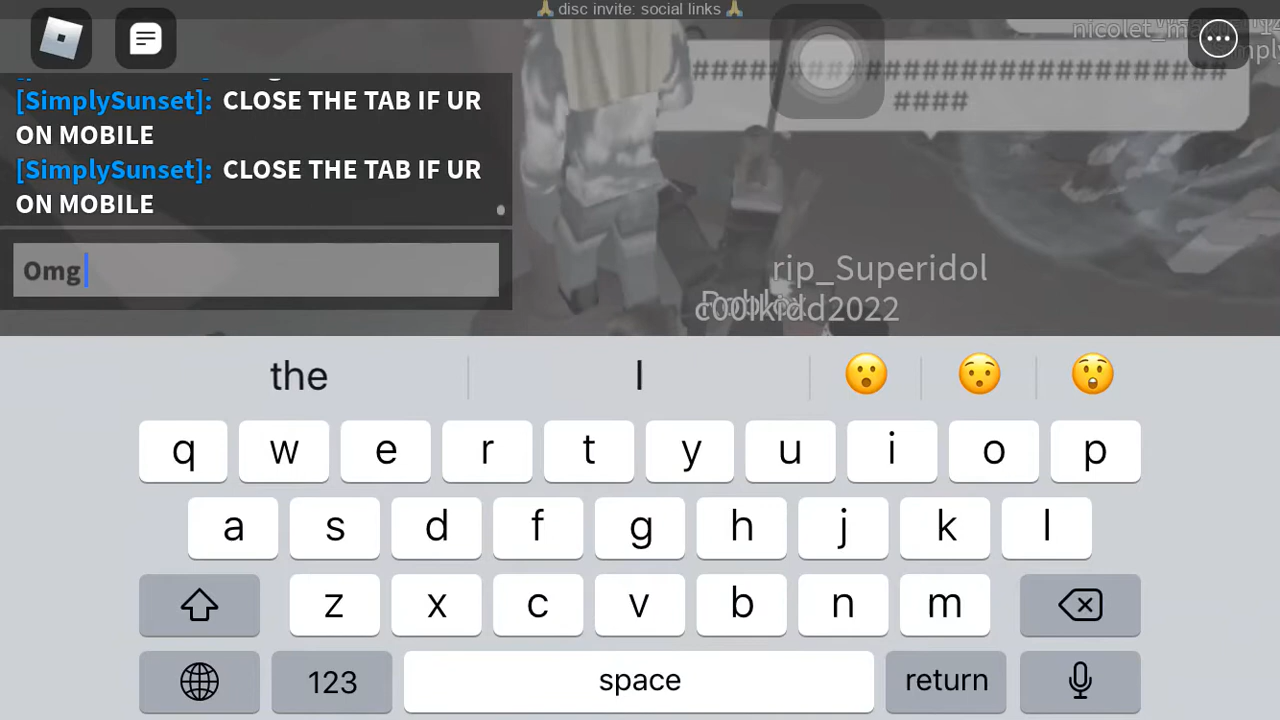 🙏 disc invite: social links 🙏
##########################
####
[SimplySunset]: CLOSE THE TAB IF UR
ON MOBILE
[SimplySunset]: CLOSE THE TAB IF UR
ON MOBILE
Omg
rip_Superidol
c00lkidd2022
the I 😮 😯 😲
q w e r t y u i o p
a s d f g h j k l
z x c v b n m
123 space return